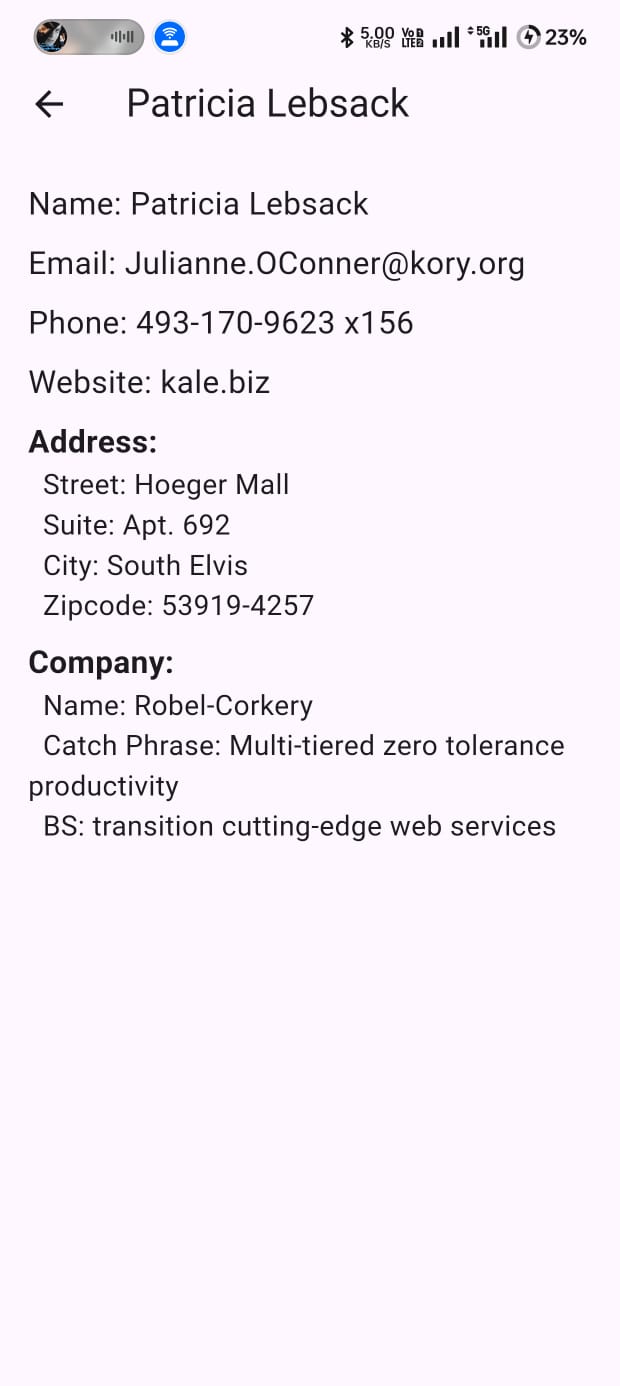 5.00 KB/S Vo LTE 5G 23%
Patricia Lebsack
Name: Patricia Lebsack
Email: Julianne.OConner@kory.org
Phone: 493-170-9623 x156
Website: kale.biz
Address:
Street: Hoeger Mall
Suite: Apt. 692
City: South Elvis
Zipcode: 53919-4257
Company:
Name: Robel-Corkery
Catch Phrase: Multi-tiered zero tolerance
productivity
BS: transition cutting-edge web services